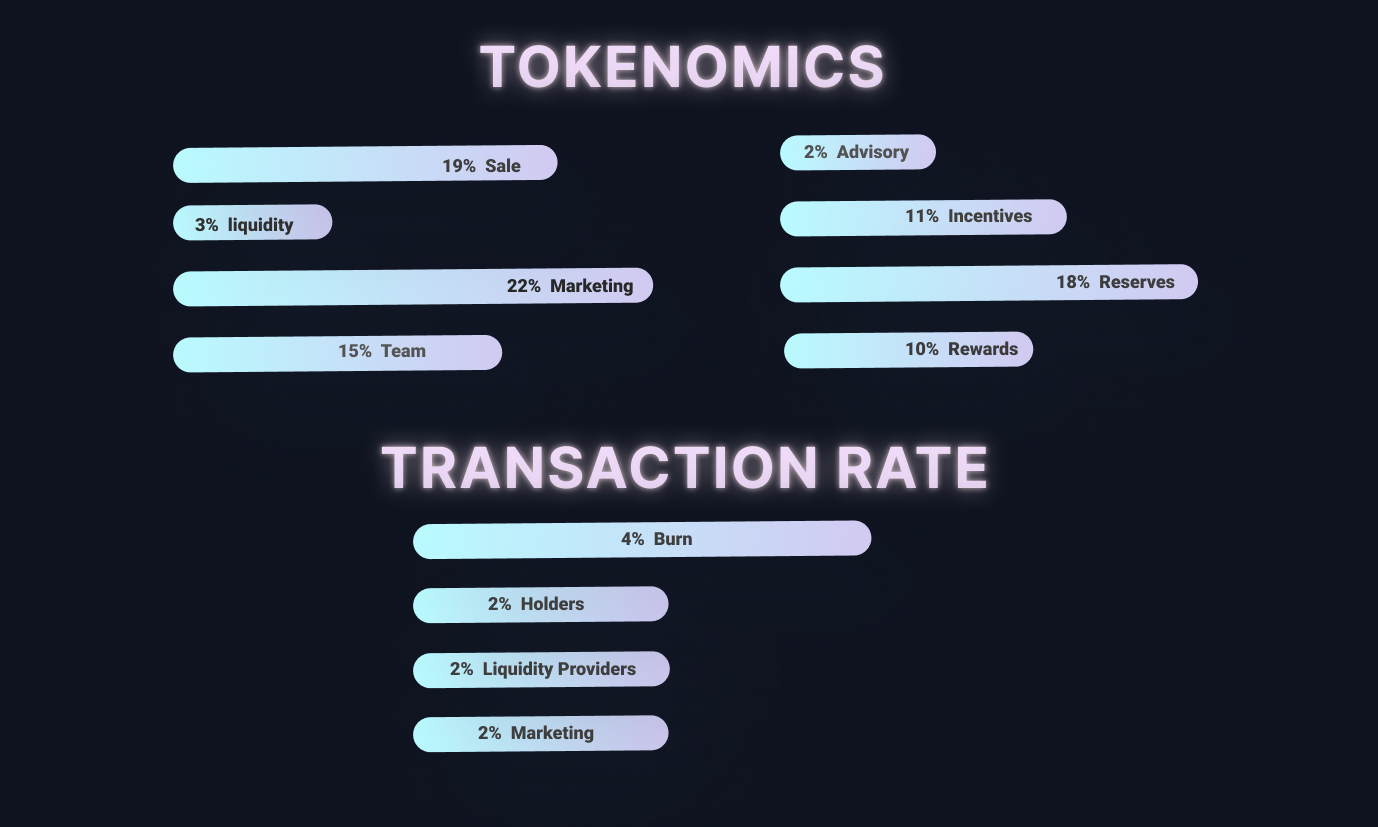 TOKENOMICS
19% Sale
3% liquidity
22% Marketing
15% Team
2% Advisory
11% Incentives
18% Reserves
10% Rewards
TRANSACTION RATE
4% Burn
2% Holders
2% Liquidity Providers
2% Marketing